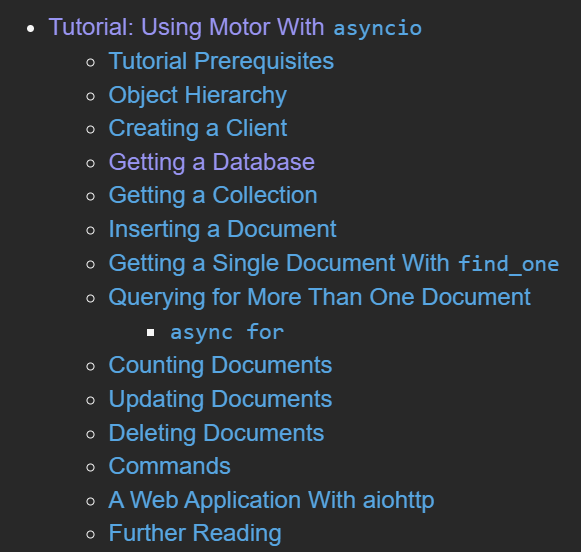 Tutorial: Using Motor With asyncio
Tutorial Prerequisites
Object Hierarchy
Creating a Client
Getting a Database
Getting a Collection
Inserting a Document
Getting a Single Document With find_one
Querying for More Than One Document
async for
Counting Documents
Updating Documents
Deleting Documents
Commands
A Web Application With aiohttp
Further Reading